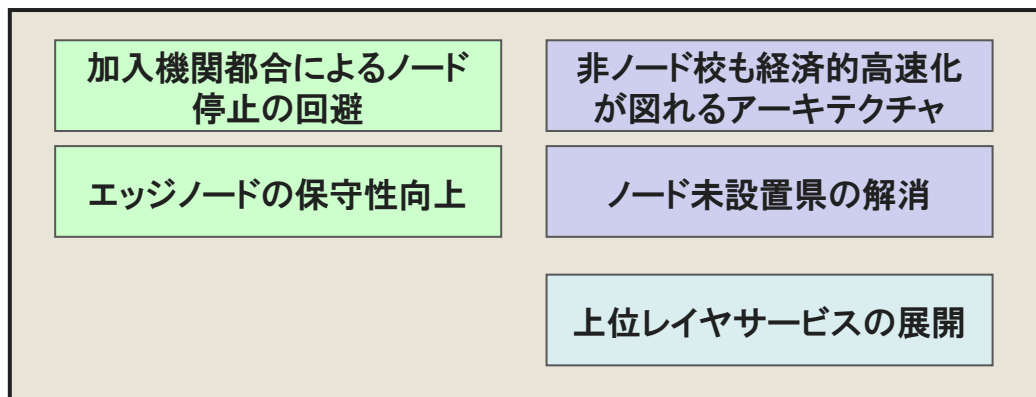 加入機関都合によるノード
停止の回避
非ノード校も経済的高速化
が図れるアーキテクチャ
エッジノードの保守性向上
ノード未設置県の解消
上位レイヤサービスの展開